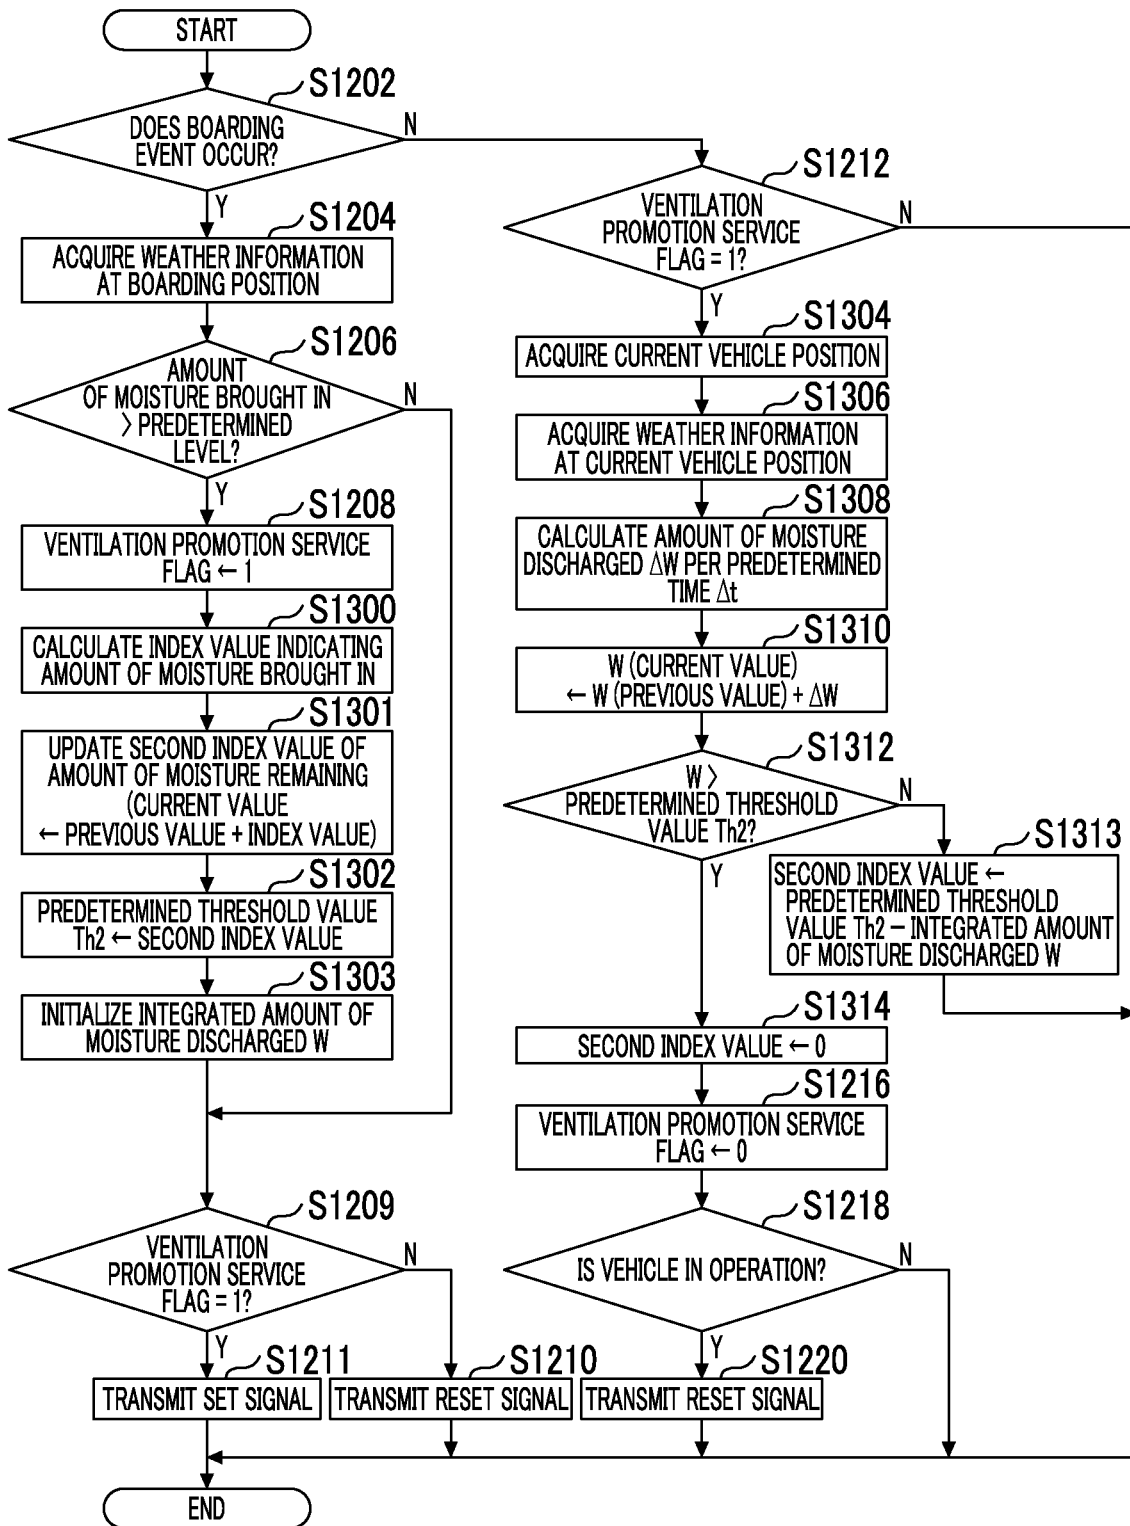 START
S1202
DOES BOARDING
EVENT OCCUR?
N
Y
S1204
ACQUIRE WEATHER INFORMATION
AT BOARDING POSITION
S1206
AMOUNT
OF MOISTURE BROUGHT IN
> PREDETERMINED
LEVEL?
N
Y
S1208
VENTILATION PROMOTION SERVICE
FLAG ← 1
S1300
CALCULATE INDEX VALUE INDICATING
AMOUNT OF MOISTURE BROUGHT IN
S1301
UPDATE SECOND INDEX VALUE OF
AMOUNT OF MOISTURE REMAINING
(CURRENT VALUE
← PREVIOUS VALUE + INDEX VALUE)
S1302
PREDETERMINED THRESHOLD VALUE
Th2 ← SECOND INDEX VALUE
S1303
INITIALIZE INTEGRATED AMOUNT OF
MOISTURE DISCHARGED W
S1209
VENTILATION
PROMOTION SERVICE
FLAG = 1?
N
Y
S1211
TRANSMIT SET SIGNAL
S1210
TRANSMIT RESET SIGNAL
S1212
VENTILATION
PROMOTION SERVICE
FLAG = 1?
N
Y
S1304
ACQUIRE CURRENT VEHICLE POSITION
S1306
ACQUIRE WEATHER INFORMATION
AT CURRENT VEHICLE POSITION
S1308
CALCULATE AMOUNT OF MOISTURE
DISCHARGED ΔW PER PREDETERMINED
TIME Δt
S1310
W (CURRENT VALUE)
← W (PREVIOUS VALUE) + ΔW
S1312
W >
PREDETERMINED THRESHOLD
VALUE Th2?
N
Y
S1313
SECOND INDEX VALUE ←
PREDETERMINED THRESHOLD
VALUE Th2 – INTEGRATED AMOUNT
OF MOISTURE DISCHARGED W
S1314
SECOND INDEX VALUE ← 0
S1216
VENTILATION PROMOTION SERVICE
FLAG ← 0
S1218
IS VEHICLE IN OPERATION?
N
Y
S1220
TRANSMIT RESET SIGNAL
END